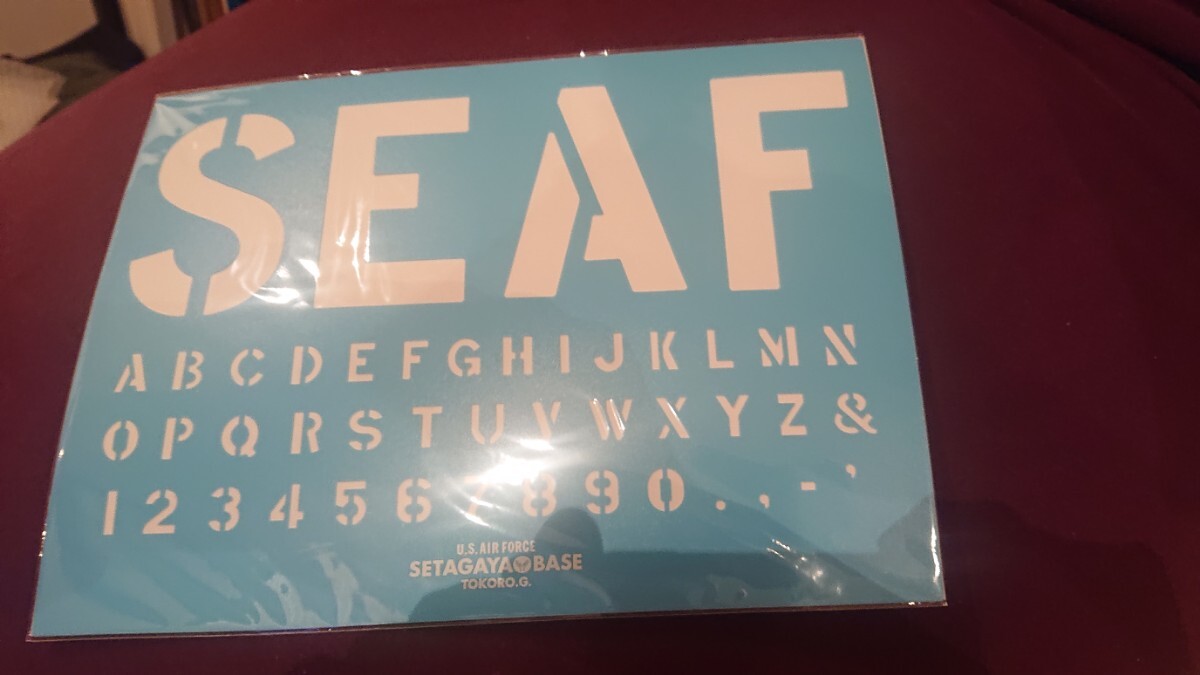 SEAF
ABCDEFGHIJKLMN
OPQRSTUVWXYZ&
1234567890.,-'
U.S. AIR FORCE
SETAGAYA BASE
TOKORO.G.